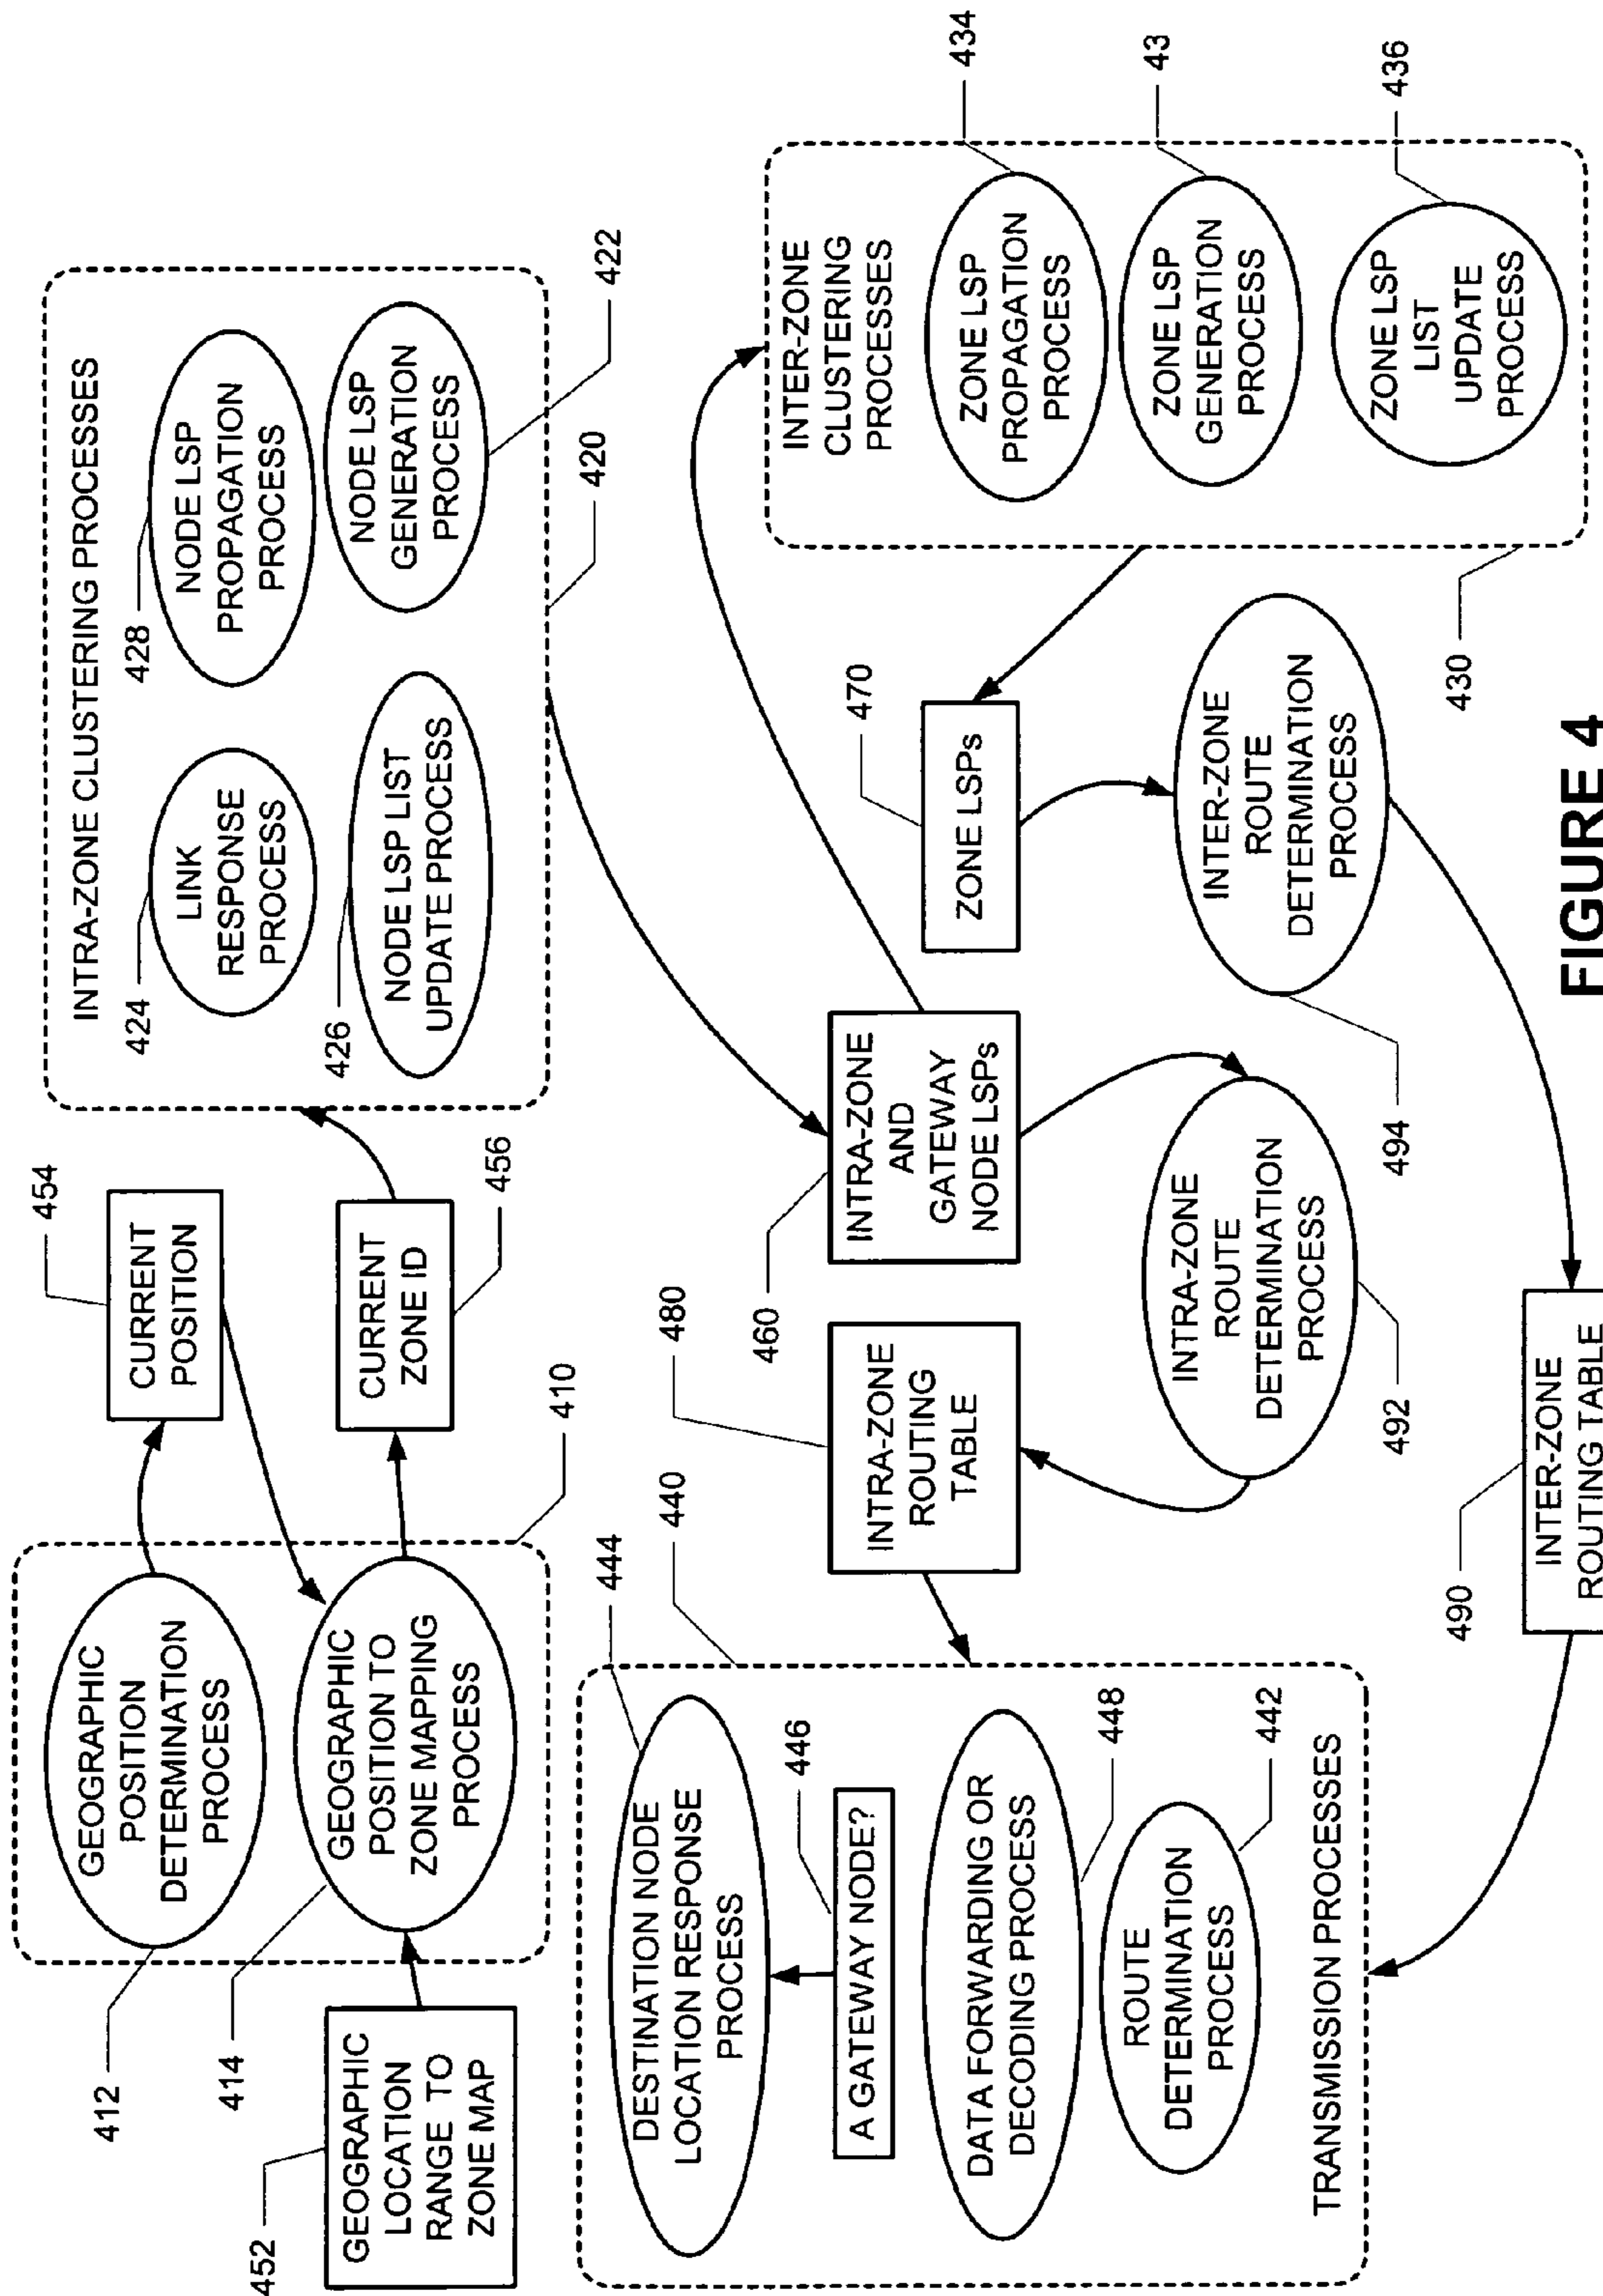 412
GEOGRAPHIC
POSITION
DETERMINATION
PROCESS
454
CURRENT
POSITION
414
GEOGRAPHIC
POSITION TO
ZONE MAPPING
PROCESS
410
452
GEOGRAPHIC
LOCATION
RANGE TO
ZONE MAP
CURRENT
ZONE ID
456
INTRA-ZONE CLUSTERING PROCESSES
424
LINK
RESPONSE
PROCESS
428
NODE LSP
PROPAGATION
PROCESS
426
NODE LSP LIST
UPDATE PROCESS
NODE LSP
GENERATION
PROCESS
422
420
444
DESTINATION NODE
LOCATION RESPONSE
PROCESS
440
446
A GATEWAY NODE?
DATA FORWARDING OR
DECODING PROCESS
448
ROUTE
DETERMINATION
PROCESS
442
TRANSMISSION PROCESSES
480
INTRA-ZONE
ROUTING
TABLE
460
INTRA-ZONE
AND
GATEWAY
NODE LSPs
470
ZONE LSPs
INTRA-ZONE
ROUTE
DETERMINATION
PROCESS
492
INTER-ZONE
ROUTE
DETERMINATION
PROCESS
494
INTER-ZONE
CLUSTERING
PROCESSES
ZONE LSP
PROPAGATION
PROCESS
434
ZONE LSP
GENERATION
PROCESS
43
ZONE LSP
LIST
UPDATE
PROCESS
436
430
490
INTER-ZONE
ROUTING TABLE
FIGURE 4